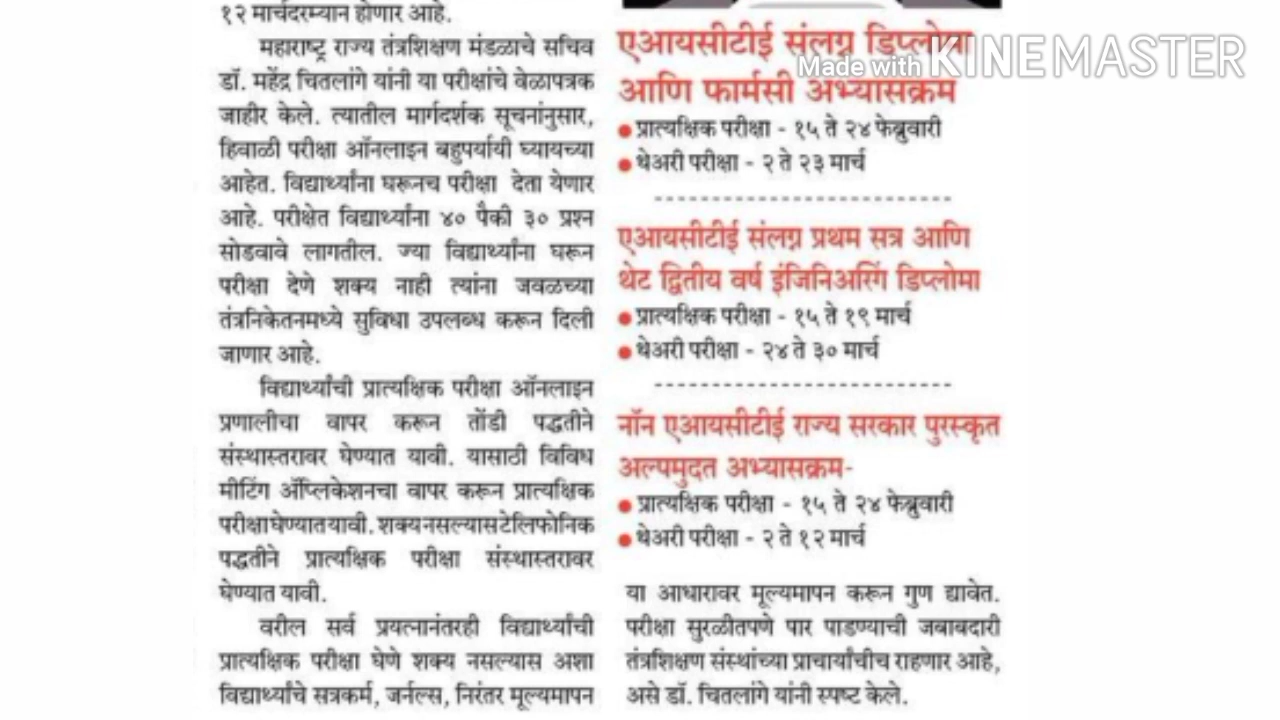 १२ मार्चदरम्यान होणार आहे.
महाराष्ट्र राज्य तंत्रशिक्षण मंडळाचे सचिव
डॉ. महेंद्र चितलांगे यांनी या परीक्षांचे वेळापत्रक
जाहीर केले. त्यातील मार्गदर्शक सूचनांनुसार,
हिवाळी परीक्षा ऑनलाइन बहुपर्यायी घ्यायच्या
आहेत. विद्यार्थ्यांना घरूनच परीक्षा देता येणार
आहे. परीक्षेत विद्यार्थ्यांना ४० पैकी ३० प्रश्न
सोडवावे लागतील. ज्या विद्यार्थ्यांना घरून
परीक्षा देणे शक्य नाही त्यांना जवळच्या
तंत्रनिकेतनमध्ये सुविधा उपलब्ध करून दिली
जाणार आहे.
विद्यार्थ्यांची प्रात्यक्षिक परीक्षा ऑनलाइन
प्रणालीचा वापर करून तोंडी पद्धतीने
संस्थास्तरावर घेण्यात यावी. यासाठी विविध
मीटिंग ॲप्लिकेशनचा वापर करून प्रात्यक्षिक
परीक्षा घेण्यात यावी. शक्य नसल्यास टेलिफोनिक
पद्धतीने प्रात्यक्षिक परीक्षा संस्थास्तरावर
घेण्यात यावी.
वरील सर्व प्रयत्नानंतरही विद्यार्थ्यांची
प्रात्यक्षिक परीक्षा घेणे शक्य नसल्यास अशा
विद्यार्थ्यांचे सत्रकर्म, जर्नल्स, निरंतर मूल्यमापन
एआयसीटीई संलग्न डिप्लोमा
आणि फार्मसी अभ्यासक्रम
● प्रात्यक्षिक परीक्षा - १५ ते २४ फेब्रुवारी
● थेअरी परीक्षा - २ ते २३ मार्च
एआयसीटीई संलग्न प्रथम सत्र आणि
थेट द्वितीय वर्ष इंजिनिअरिंग डिप्लोमा
● प्रात्यक्षिक परीक्षा - १५ ते १९ मार्च
● थेअरी परीक्षा - २४ ते ३० मार्च
नॉन एआयसीटीई राज्य सरकार पुरस्कृत
अल्पमुदत अभ्यासक्रम-
● प्रात्यक्षिक परीक्षा - १५ ते २४ फेब्रुवारी
● थेअरी परीक्षा - २ ते १२ मार्च
या आधारावर मूल्यमापन करून गुण द्यावेत.
परीक्षा सुरळीतपणे पार पाडण्याची जबाबदारी
तंत्रशिक्षण संस्थांच्या प्राचार्यांचीच राहणार आहे,
असे डॉ. चितलांगे यांनी स्पष्ट केले.
Made with KINEMASTER